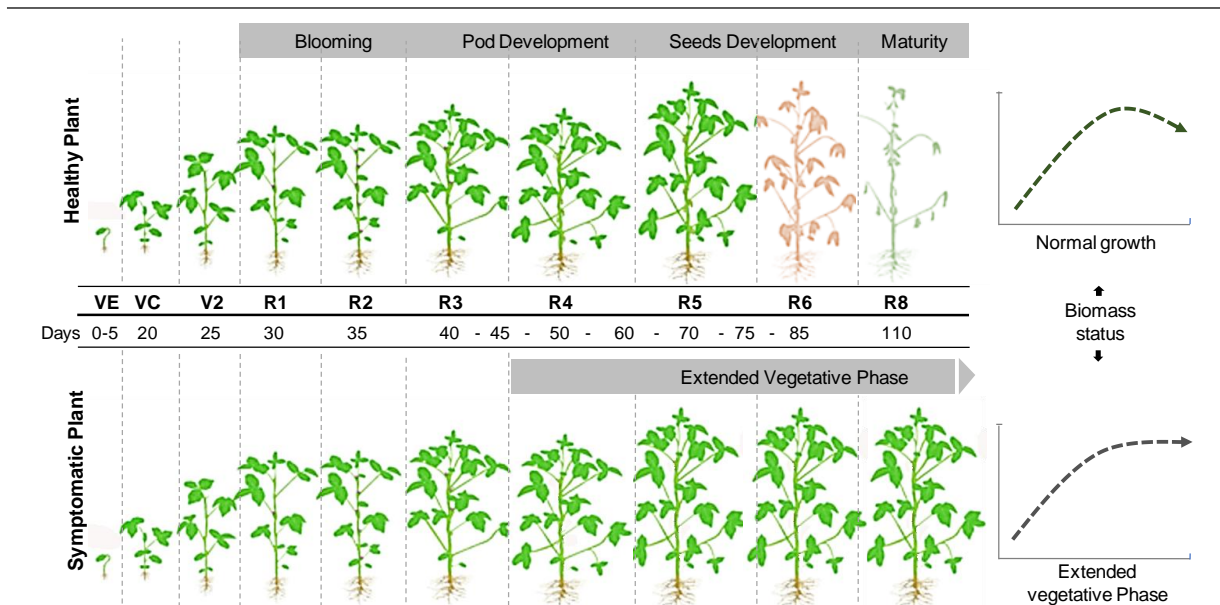 Blooming Pod Development Seeds Development Maturity
Healthy Plant
Normal growth
VE VC V2 R1 R2 R3 R4 R5 R6 R8
Days 0-5 20 25 30 35 40 - 45 - 50 - 60 - 70 - 75 - 85 110
Biomass
status
Extended Vegetative Phase
Symptomatic Plant
Extended
vegetative Phase